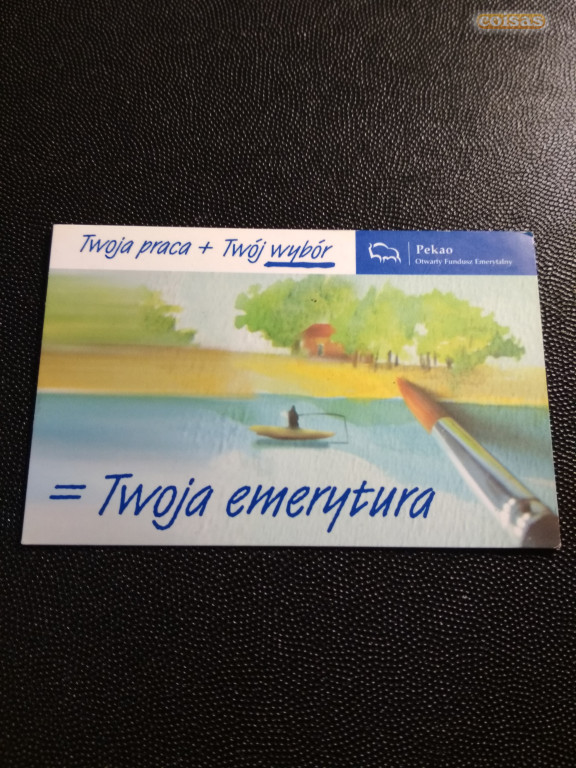 coisas
Twoja praca + Twój wybór
Pekao
Otwarty Fundusz Emerytalny
= Twoja emerytura